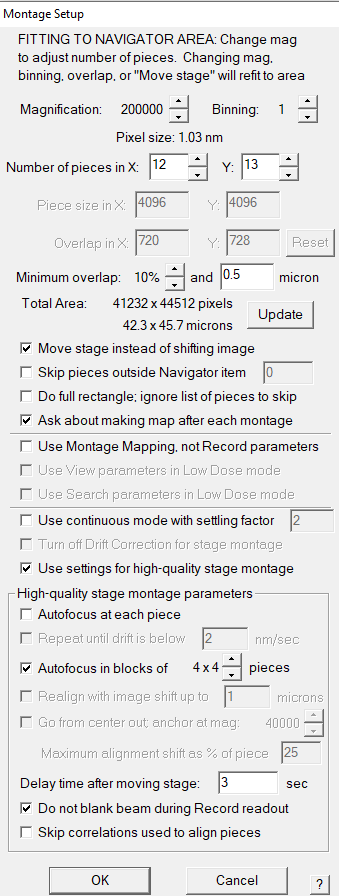 Montage Setup
FITTING TO NAVIGATOR AREA: Change mag
to adjust number of pieces. Changing mag,
binning, overlap, or "Move stage" will refit to area
Magnification: 200000 Binning: 1
Pixel size: 1.03 nm
Number of pieces in X: 12 Y: 13
Piece size in X: 4096 Y: 4096
Overlap in X: 720 Y: 728 Reset
Minimum overlap: 10% and 0.5 micron
Total Area: 41232 x 44512 pixels
42.3 x 45.7 microns Update
Move stage instead of shifting image
Skip pieces outside Navigator item 0
Do full rectangle; ignore list of pieces to skip
Ask about making map after each montage
Use Montage Mapping, not Record parameters
Use View parameters in Low Dose mode
Use Search parameters in Low Dose mode
Use continuous mode with settling factor 2
Turn off Drift Correction for stage montage
Use settings for high-quality stage montage
High-quality stage montage parameters
Autofocus at each piece
Repeat until drift is below 2 nm/sec
Autofocus in blocks of 4 x 4 pieces
Realign with image shift up to 1 microns
Go from center out; anchor at mag: 40000
Maximum alignment shift as % of piece 25
Delay time after moving stage: 3 sec
Do not blank beam during Record readout
Skip correlations used to align pieces
OK Cancel ?